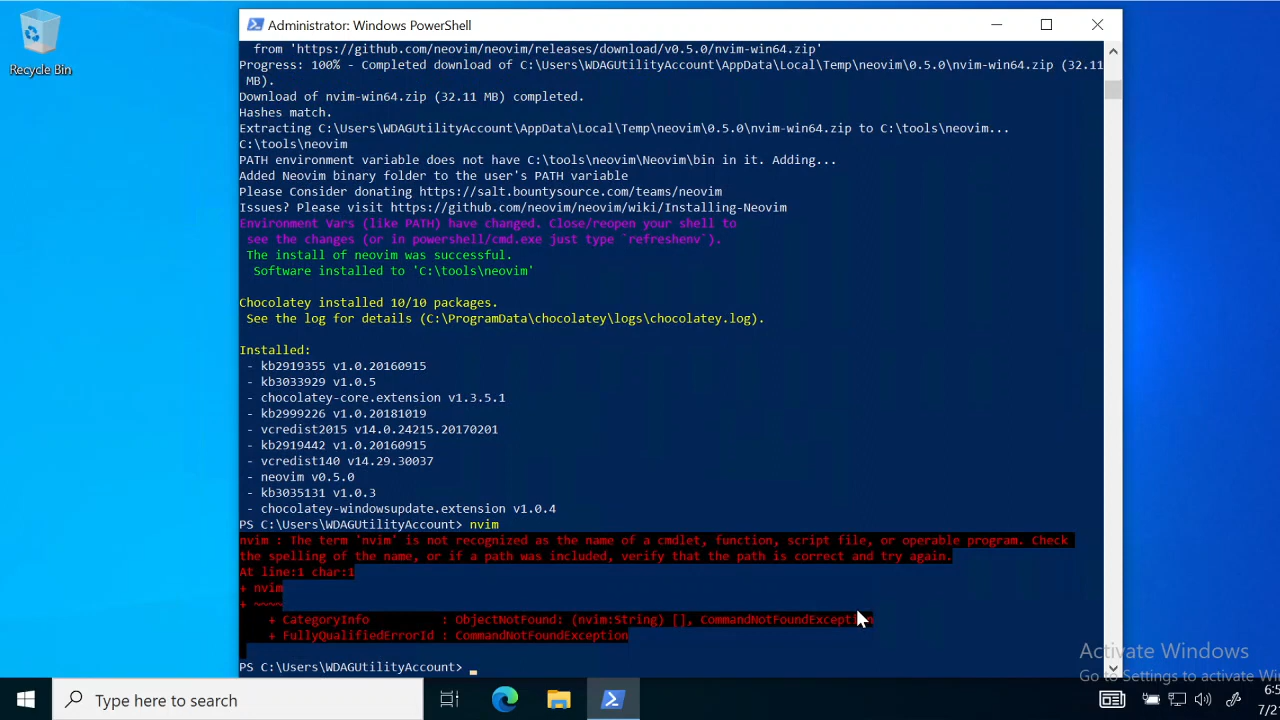 Recycle Bin
Administrator: Windows PowerShell
from 'https://github.com/neovim/neovim/releases/download/v0.5.0/nvim-win64.zip'
Progress: 100% - Completed download of C:\Users\WDAGUtilityAccount\AppData\Local\Temp\neovim\0.5.0\nvim-win64.zip (32.11
MB).
Download of nvim-win64.zip (32.11 MB) completed.
Hashes match.
Extracting C:\Users\WDAGUtilityAccount\AppData\Local\Temp\neovim\0.5.0\nvim-win64.zip to C:\tools\neovim...
C:\tools\neovim
PATH environment variable does not have C:\tools\neovim\Neovim\bin in it. Adding...
Added Neovim binary folder to the user's PATH variable
Please Consider donating https://salt.bountysource.com/teams/neovim
Issues? Please visit https://github.com/neovim/neovim/wiki/Installing-Neovim
Environment Vars (like PATH) have changed. Close/reopen your shell to
see the changes (or in powershell/cmd.exe just type `refreshenv`).
The install of neovim was successful.
Software installed to 'C:\tools\neovim'
Chocolatey installed 10/10 packages.
See the log for details (C:\ProgramData\chocolatey\logs\chocolatey.log).
Installed:
- kb2919355 v1.0.20160915
- kb3033929 v1.0.5
- chocolatey-core.extension v1.3.5.1
- kb2999226 v1.0.20181019
- vcredist2015 v14.0.24215.20170201
- kb2919442 v1.0.20160915
- vcredist140 v14.29.30037
- neovim v0.5.0
- kb3035131 v1.0.3
- chocolatey-windowsupdate.extension v1.0.4
PS C:\Users\WDAGUtilityAccount> nvim
nvim : The term 'nvim' is not recognized as the name of a cmdlet, function, script file, or operable program. Check
the spelling of the name, or if a path was included, verify that the path is correct and try again.
At line:1 char:1
+ nvim
+ ~~~~
+ CategoryInfo : ObjectNotFound: (nvim:String) [], CommandNotFoundException
+ FullyQualifiedErrorId : CommandNotFoundException
PS C:\Users\WDAGUtilityAccount> _
Activate Windows
Go to Settings to activate Wi
Type here to search
6:5
7/2